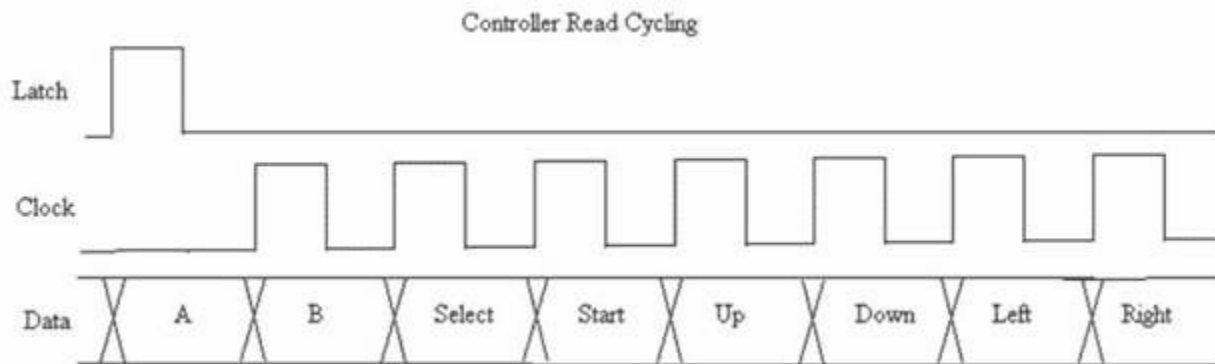 Controller Read Cycling
Latch
Clock
Data A B Select Start Up Down Left Right